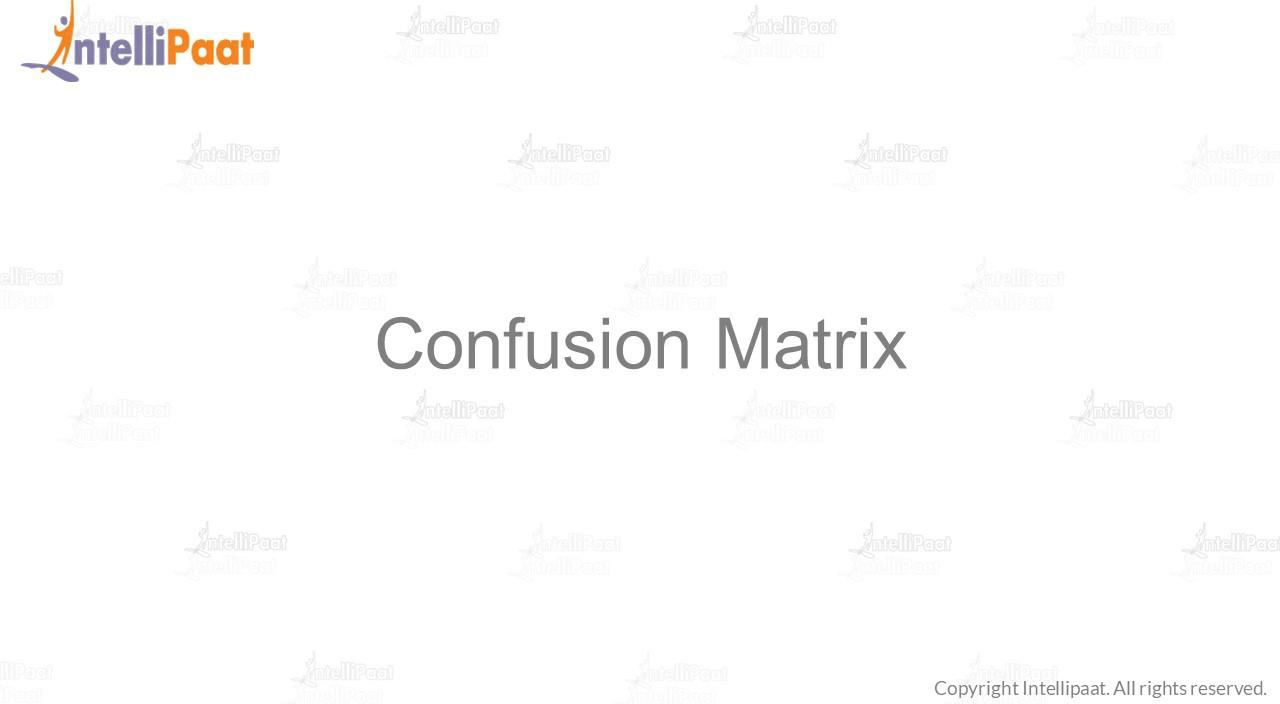 IntelliPaat
Confusion Matrix
Copyright Intellipaat. All rights reserved.